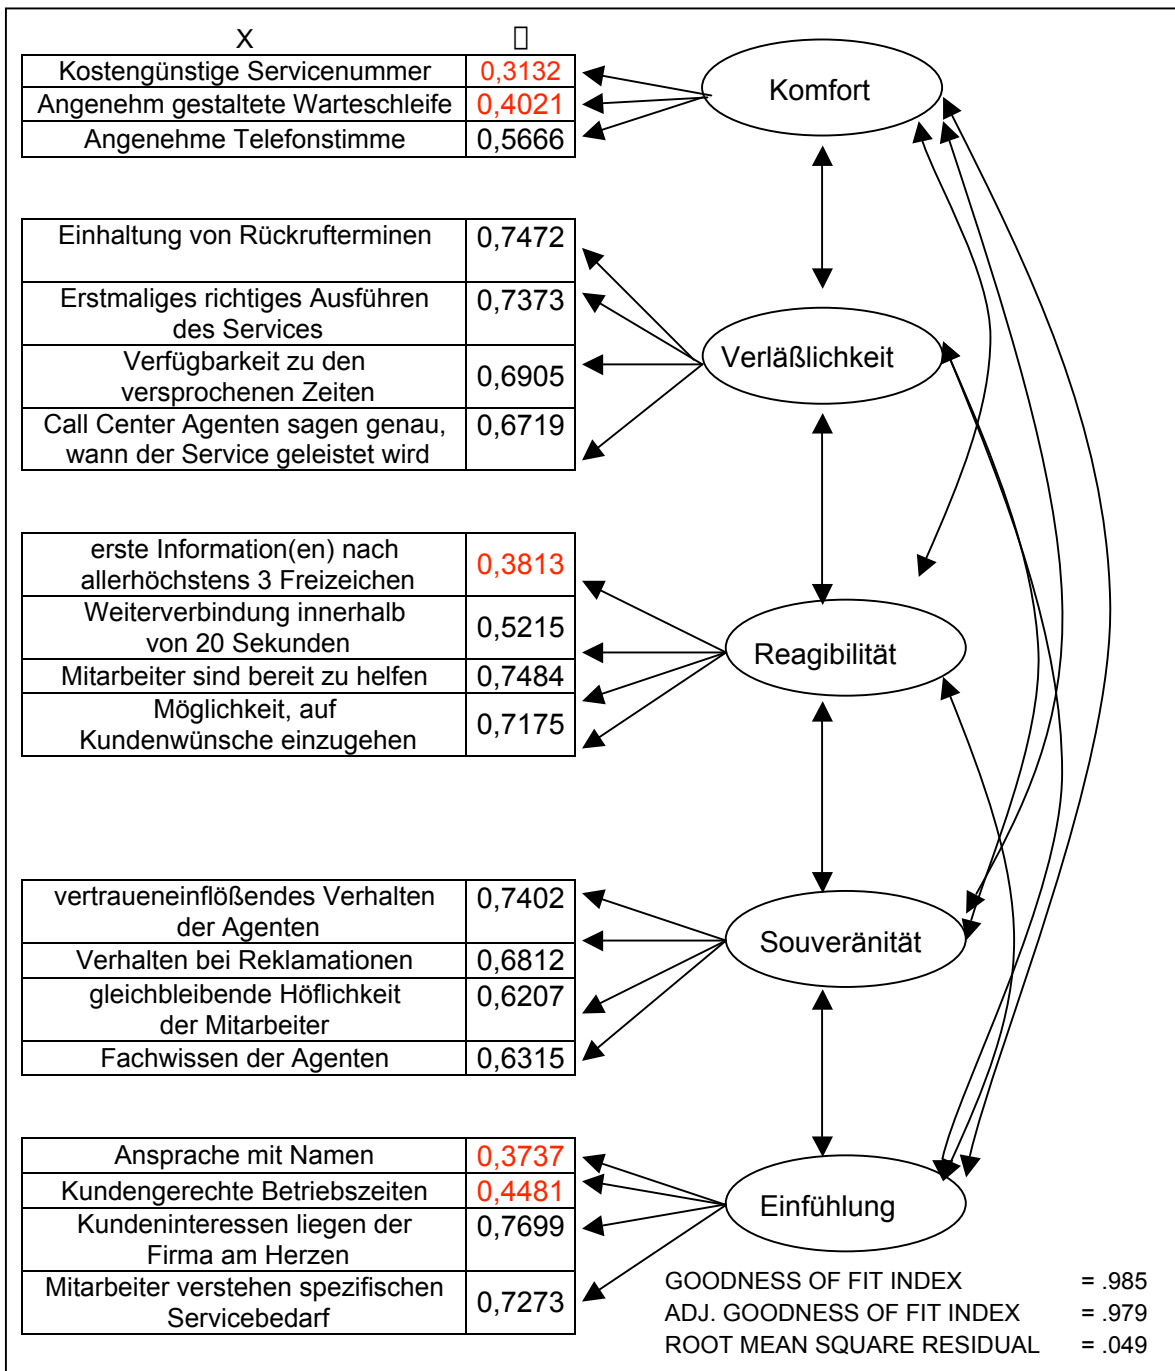 X
Kostengünstige Servicenummer 0,3132
Angenehm gestaltete Warteschleife 0,4021
Angenehme Telefonstimme 0,5666
Komfort
Einhaltung von Rückrufterminen 0,7472
Erstmaliges richtiges Ausführen 0,7373
des Services
Verfügbarkeit zu den
versprochenen Zeiten 0,6905
Call Center Agenten sagen genau, 0,6719
wann der Service geleistet wird
Verläßlichkeit
erste Information(en) nach
allerhöchstens 3 Freizeichen 0,3813
Weiterverbindung innerhalb
von 20 Sekunden 0,5215
Mitarbeiter sind bereit zu helfen 0,7484
Möglichkeit, auf
Kundenwünsche einzugehen 0,7175
Reagibilität
vertraueneinflößendes Verhalten 0,7402
der Agenten
Verhalten bei Reklamationen 0,6812
gleichbleibende Höflichkeit 0,6207
der Mitarbeiter
Fachwissen der Agenten 0,6315
Souveränität
Ansprache mit Namen 0,3737
Kundengerechte Betriebszeiten 0,4481
Kundeninteressen liegen der 0,7699
Firma am Herzen
Mitarbeiter verstehen spezifischen
Servicebedarf 0,7273
Einfühlung
GOODNESS OF FIT INDEX = .985
ADJ. GOODNESS OF FIT INDEX = .979
ROOT MEAN SQUARE RESIDUAL = .049